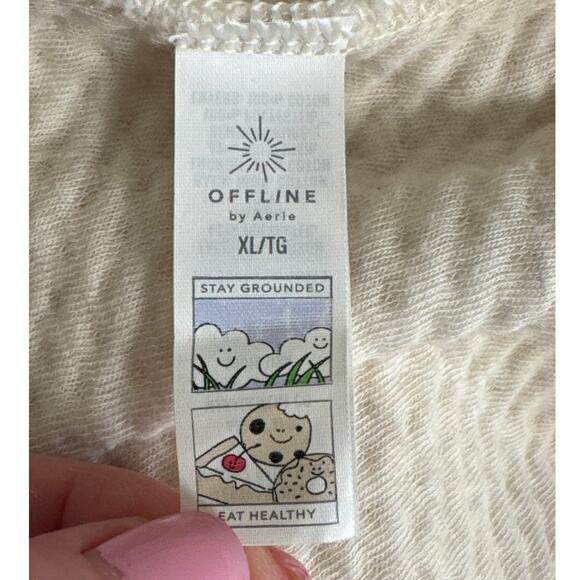 OFFLINE
by Aerie
XL/TG
STAY GROUNDED
EAT HEALTHY